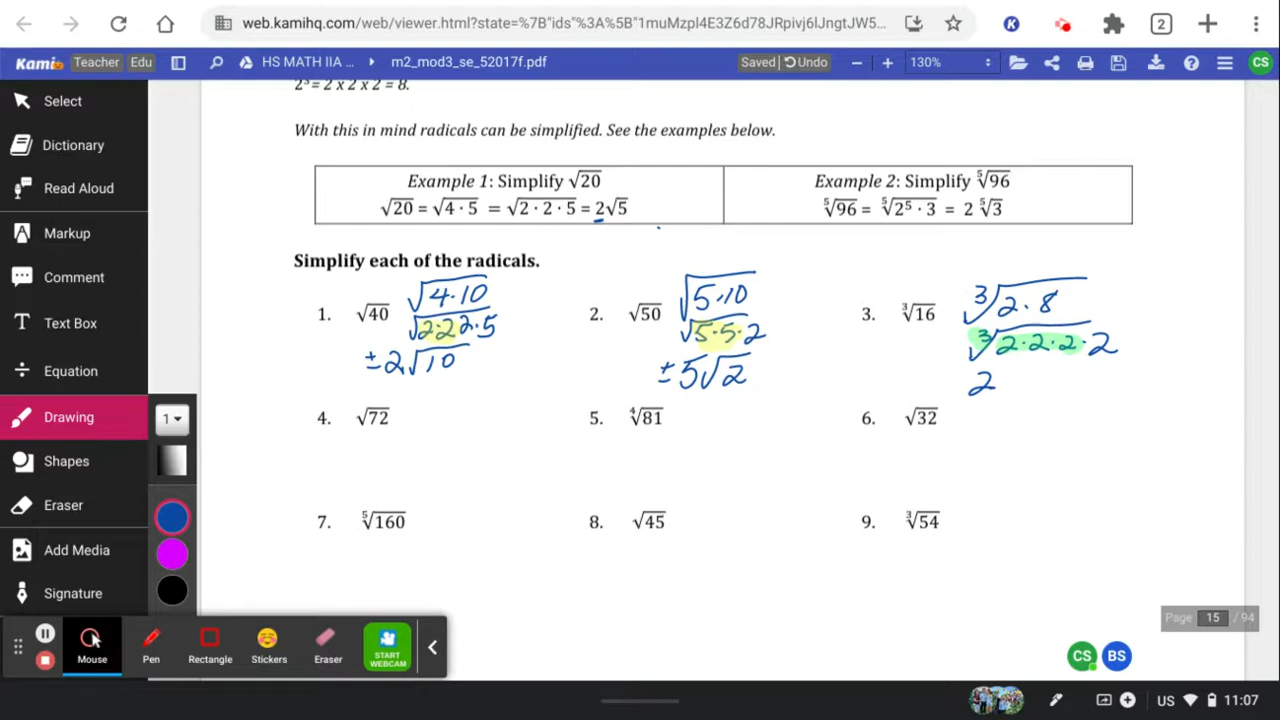 web.kamihq.com/web/viewer.html?state=%7B"ids"%3A%5B"1muMzpl4E3Z6d78JRpivj6lJngtJW5...
2
Kami Teacher Edu HS MATH IIA ... m2_mod3_se_52017f.pdf Saved Undo 130% CS
Select
Dictionary
Read Aloud
Markup
Comment
Text Box
Equation
Drawing
Shapes
Eraser
Add Media
Signature
1
2³ = 2 x 2 x 2 = 8.
With this in mind radicals can be simplified. See the examples below.
Example 1: Simplify √20
√20 = √4 · 5 = √2 · 2 · 5 = 2√5
Example 2: Simplify ⁵√96
⁵√96 = ⁵√2⁵ · 3 = 2 ⁵√3
Simplify each of the radicals.
1. √40
√4·10
√2·2·2·5
±2√10
2. √50
√5·10
√5·5·2
±5√2
3. ³√16
³√2·8
³√2·2·2·2
2
4. √72
5. ⁴√81
6. √32
7. ⁵√160
8. √45
9. ³√54
Page 15 / 94
CS BS
Mouse Pen Rectangle Stickers Eraser START WEBCAM
US 11:07